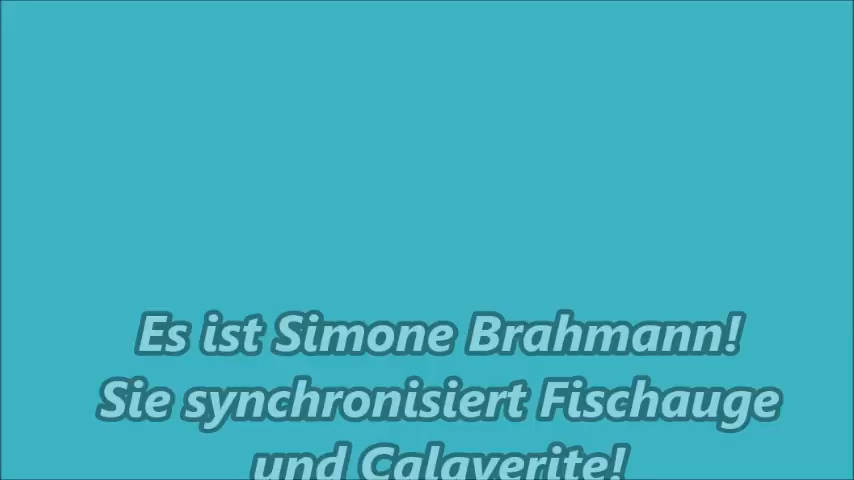 Es ist Simone Brahmann!
Sie synchronisiert Fischauge
und Calaverite!